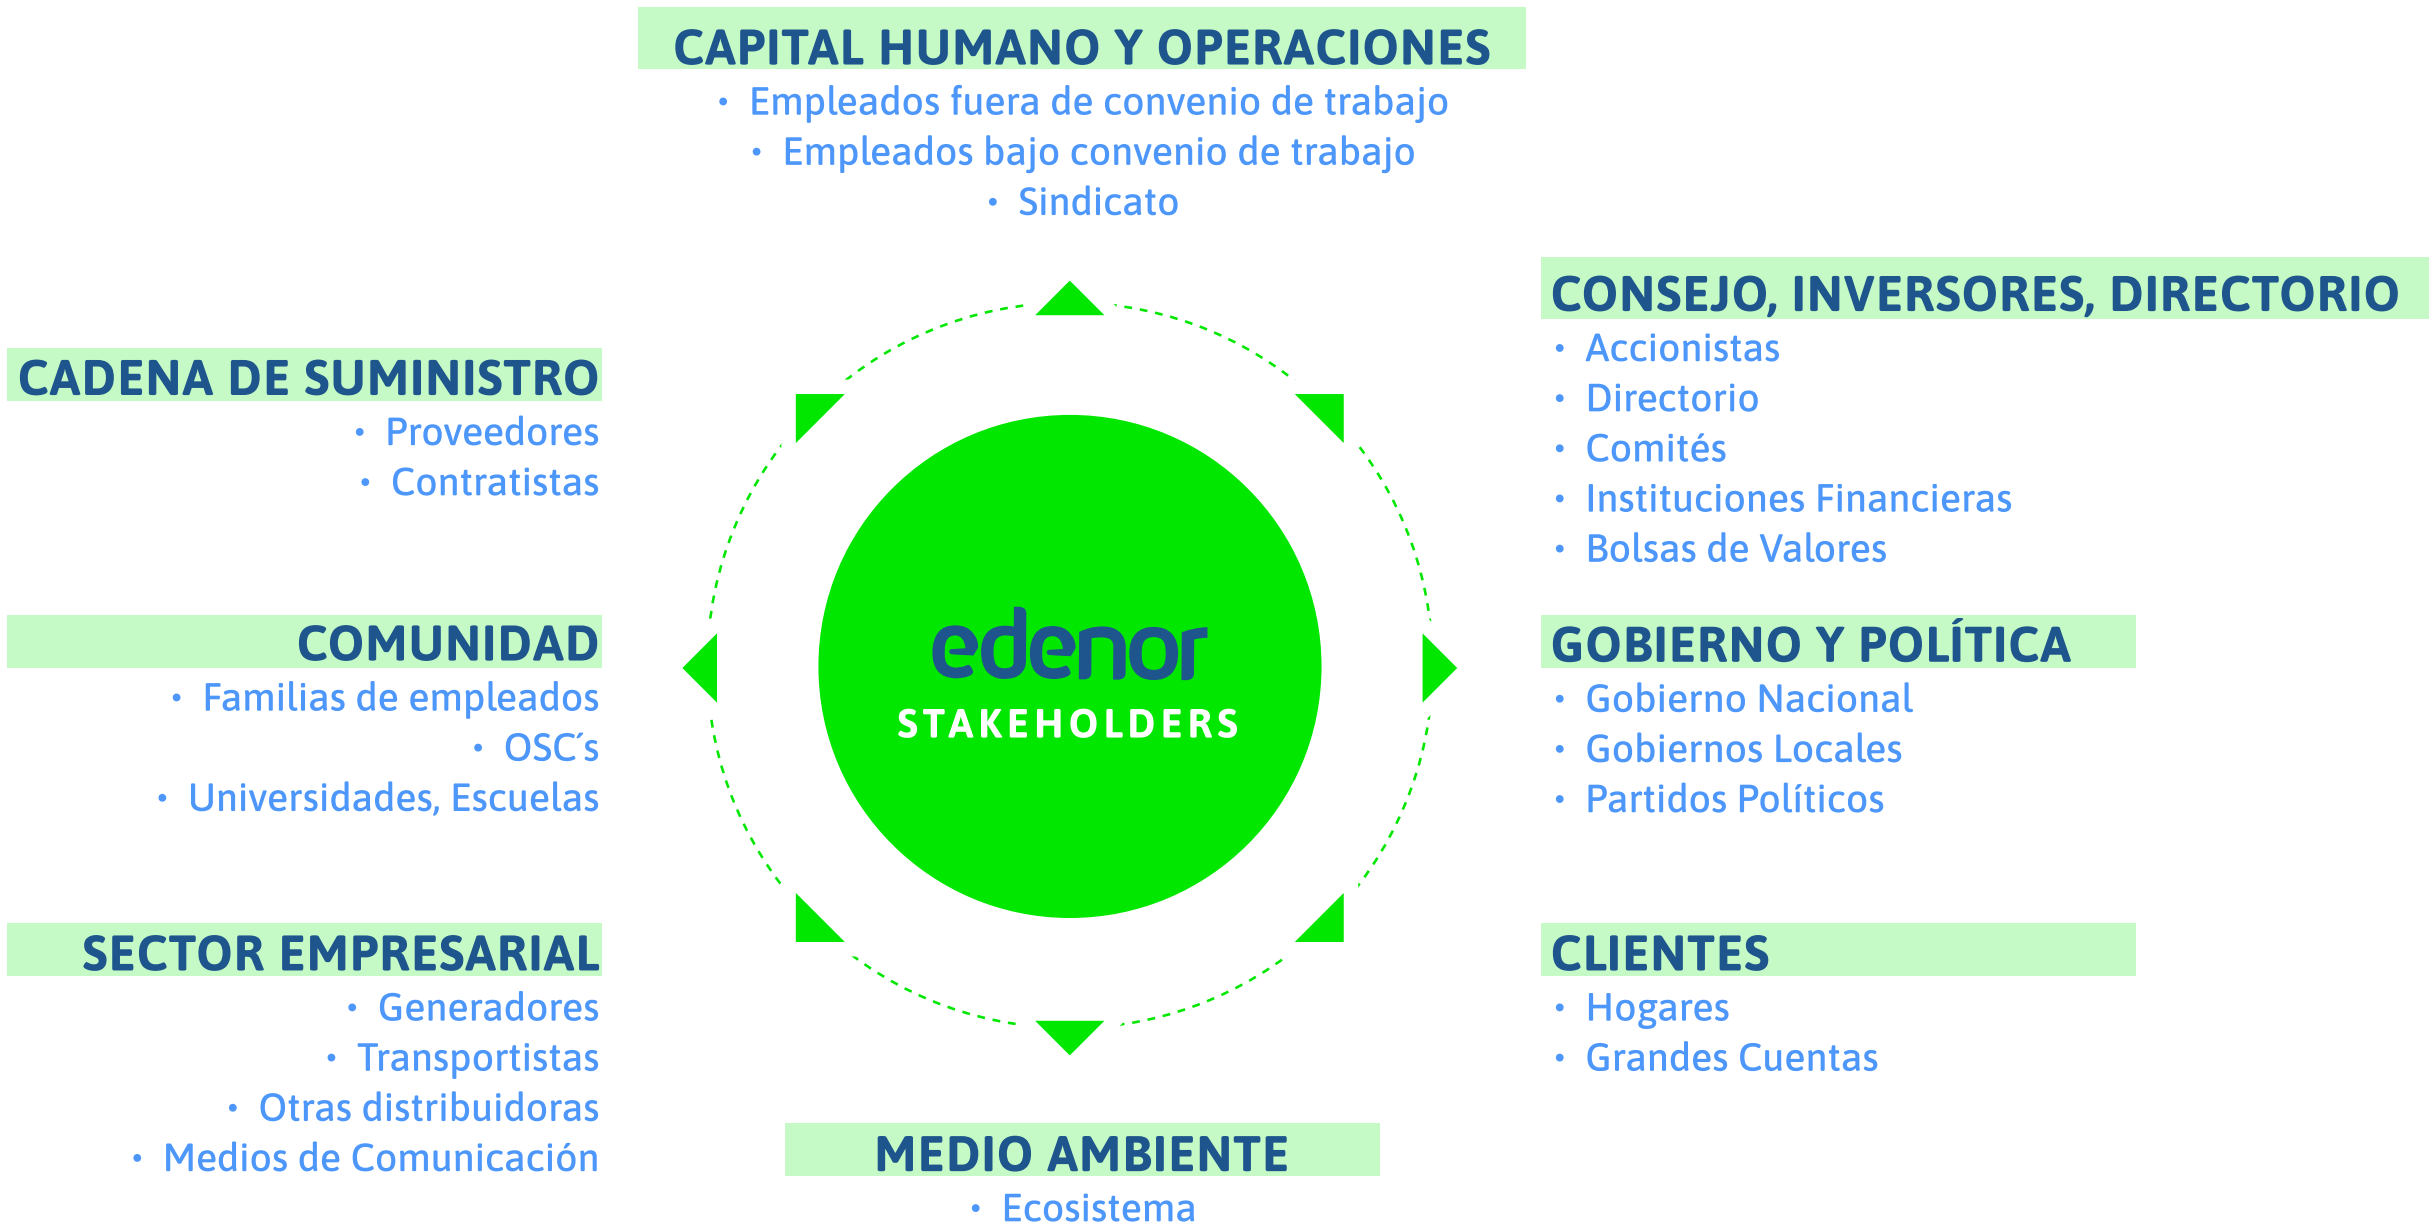 CAPITAL HUMANO Y OPERACIONES
• Empleados fuera de convenio de trabajo
• Empleados bajo convenio de trabajo
• Sindicato
CONSEJO, INVERSORES, DIRECTORIO
• Accionistas
• Directorio
• Comités
• Instituciones Financieras
• Bolsas de Valores
CADENA DE SUMINISTRO
• Proveedores
• Contratistas
COMUNIDAD
• Familias de empleados
• OSC´s
• Universidades, Escuelas
edenor
STAKEHOLDERS
GOBIERNO Y POLÍTICA
• Gobierno Nacional
• Gobiernos Locales
• Partidos Políticos
SECTOR EMPRESARIAL
• Generadores
• Transportistas
• Otras distribuidoras
• Medios de Comunicación
CLIENTES
• Hogares
• Grandes Cuentas
MEDIO AMBIENTE
• Ecosistema